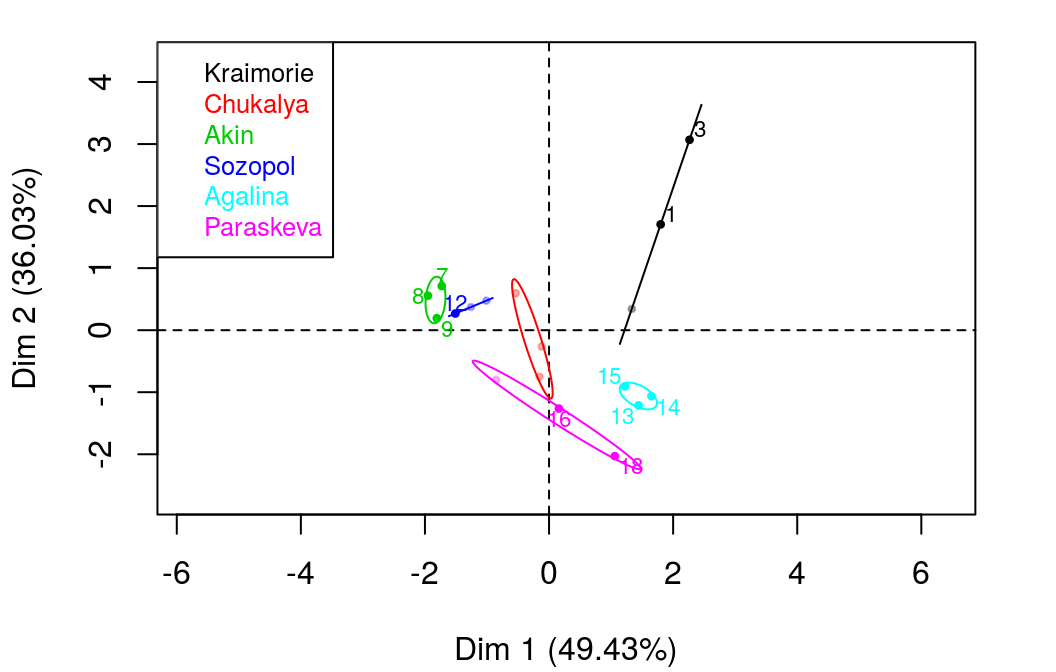 Kraimorie
Chukalya
Akin
Sozopol
Agalina
Paraskeva
4
3
2
1
0
-1
-2
Dim 2 (36.03%)
3
1
7
8
12
9
15
14
13
16
18
-6 -4 -2 0 2 4 6
Dim 1 (49.43%)